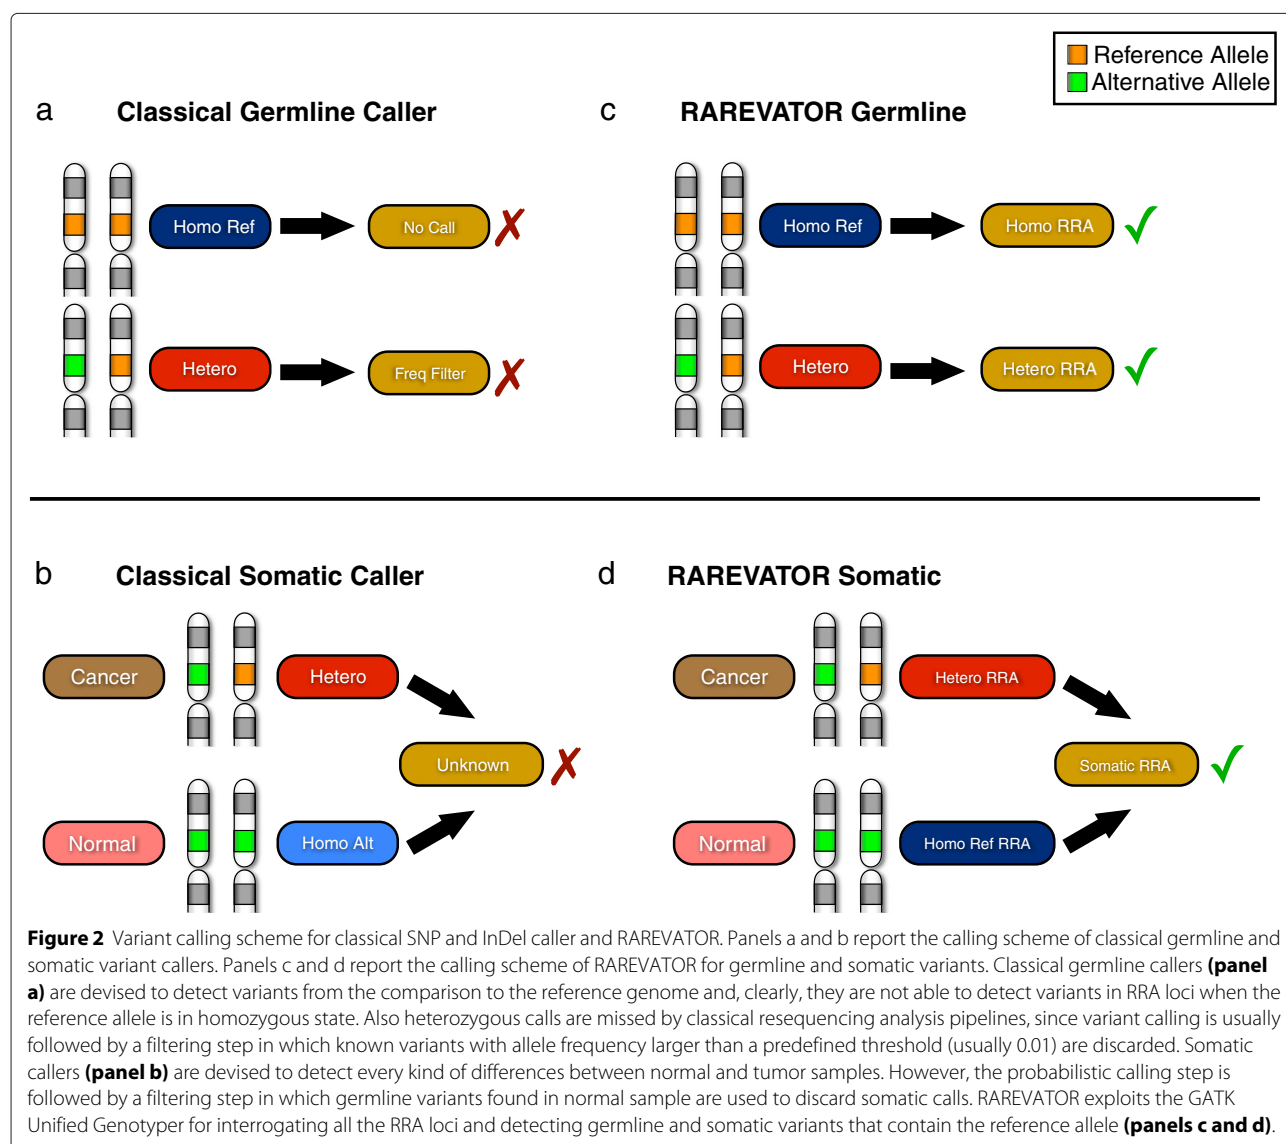 Reference Allele
Alternative Allele
a Classical Germline Caller
Homo Ref
No Call
Hetero
Freq Filter
c RAREVATOR Germline
Homo Ref
Homo RRA
Hetero
Hetero RRA
b Classical Somatic Caller
Cancer
Hetero
Unknown
Normal
Homo Alt
d RAREVATOR Somatic
Cancer
Hetero RRA
Somatic RRA
Normal
Homo Ref RRA
Figure 2 Variant calling scheme for classical SNP and InDel caller and RAREVATOR. Panels a and b report the calling scheme of classical germline and
somatic variant callers. Panels c and d report the calling scheme of RAREVATOR for germline and somatic variants. Classical germline callers (panel
a) are devised to detect variants from the comparison to the reference genome and, clearly, they are not able to detect variants in RRA loci when the
reference allele is in homozygous state. Also heterozygous calls are missed by classical resequencing analysis pipelines, since variant calling is usually
followed by a filtering step in which known variants with allele frequency larger than a predefined threshold (usually 0.01) are discarded. Somatic
callers (panel b) are devised to detect every kind of differences between normal and tumor samples. However, the probabilistic calling step is
followed by a filtering step in which germline variants found in normal sample are used to discard somatic calls. RAREVATOR exploits the GATK
Unified Genotyper for interrogating all the RRA loci and detecting germline and somatic variants that contain the reference allele (panels c and d).